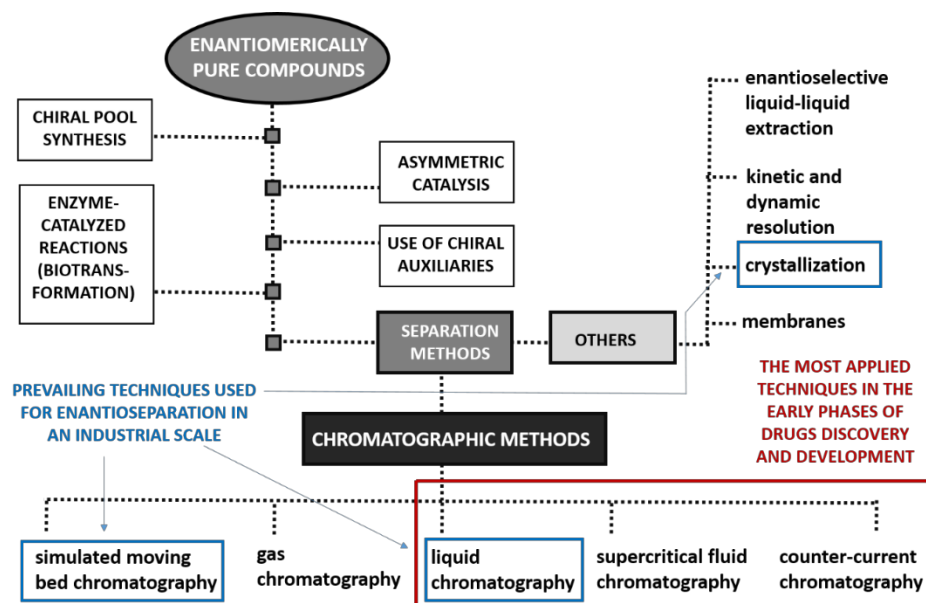 ENANTIOMERICALLY
PURE COMPOUNDS
CHIRAL POOL
SYNTHESIS
ASYMMETRIC
CATALYSIS
ENZYME-
CATALYZED
REACTIONS
(BIOTRANS-
FORMATION)
USE OF CHIRAL
AUXILIARIES
SEPARATION
METHODS
OTHERS
enantioselective
liquid-liquid
extraction
kinetic and
dynamic
resolution
crystallization
membranes
PREVAILING TECHNIQUES USED
FOR ENANTIOSEPARATION IN
AN INDUSTRIAL SCALE
THE MOST APPLIED
TECHNIQUES IN THE
EARLY PHASES OF
DRUGS DISCOVERY
AND DEVELOPMENT
CHROMATOGRAPHIC METHODS
simulated moving
bed chromatography
gas
chromatography
liquid
chromatography
supercritical fluid
chromatography
counter-current
chromatography